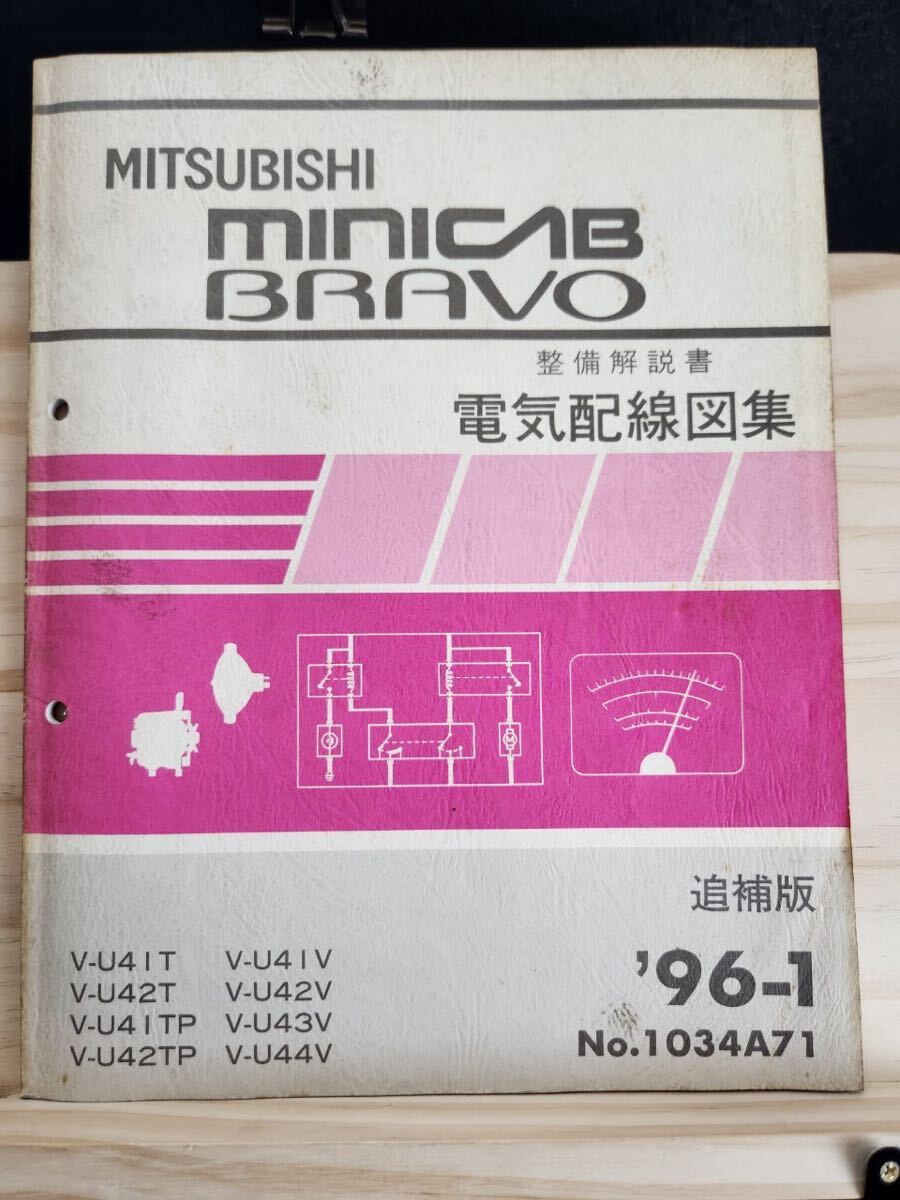 MITSUBISHI
MINICAB
BRAVO
整備解説書
電気配線図集
追補版
V-U41T V-U41V
V-U42T V-U42V
V-U41TP V-U43V
V-U42TP V-U44V
'96-1
No.1034A71